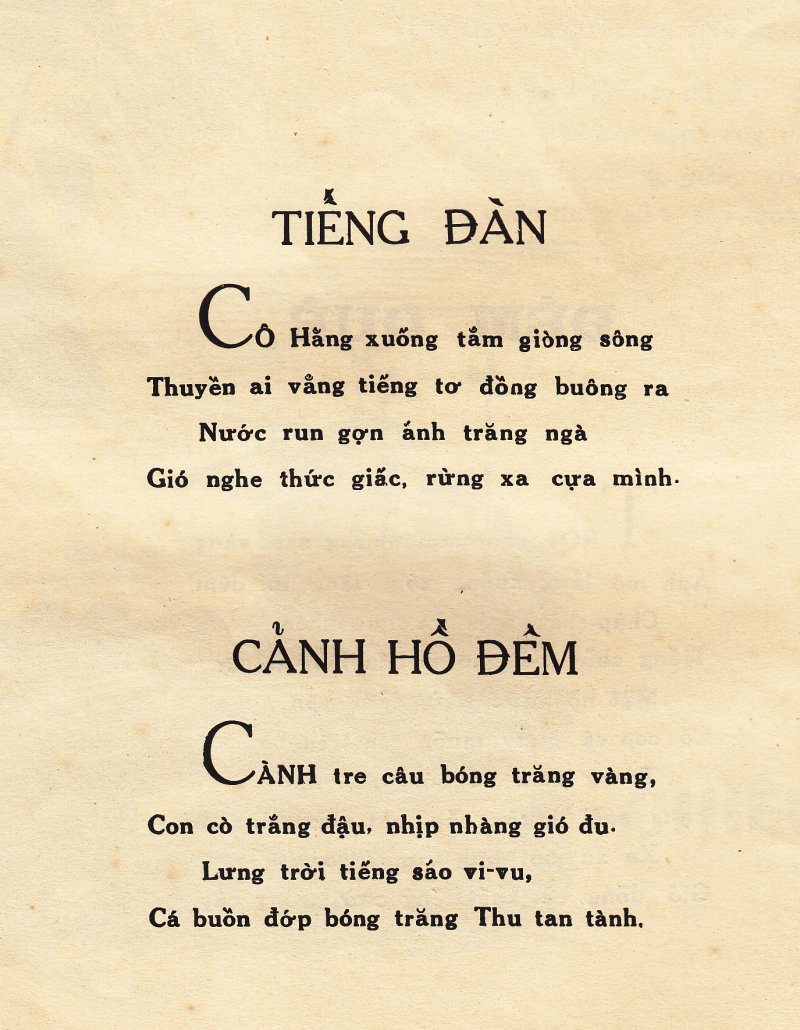 TIẾNG ĐÀN
CÔ Hằng xuống tắm giòng sông
Thuyền ai vẳng tiếng tơ đồng buông ra
Nước run gợn ánh trăng ngà
Gió nghe thức giấc, rừng xa cựa mình.
CẢNH HỒ ĐỀM
CÀNH tre câu bóng trăng vàng,
Con cò trắng đậu, nhịp nhàng gió đu.
Lưng trời tiếng sáo vi-vu,
Cá buồn đớp bóng trăng Thu tan tành.